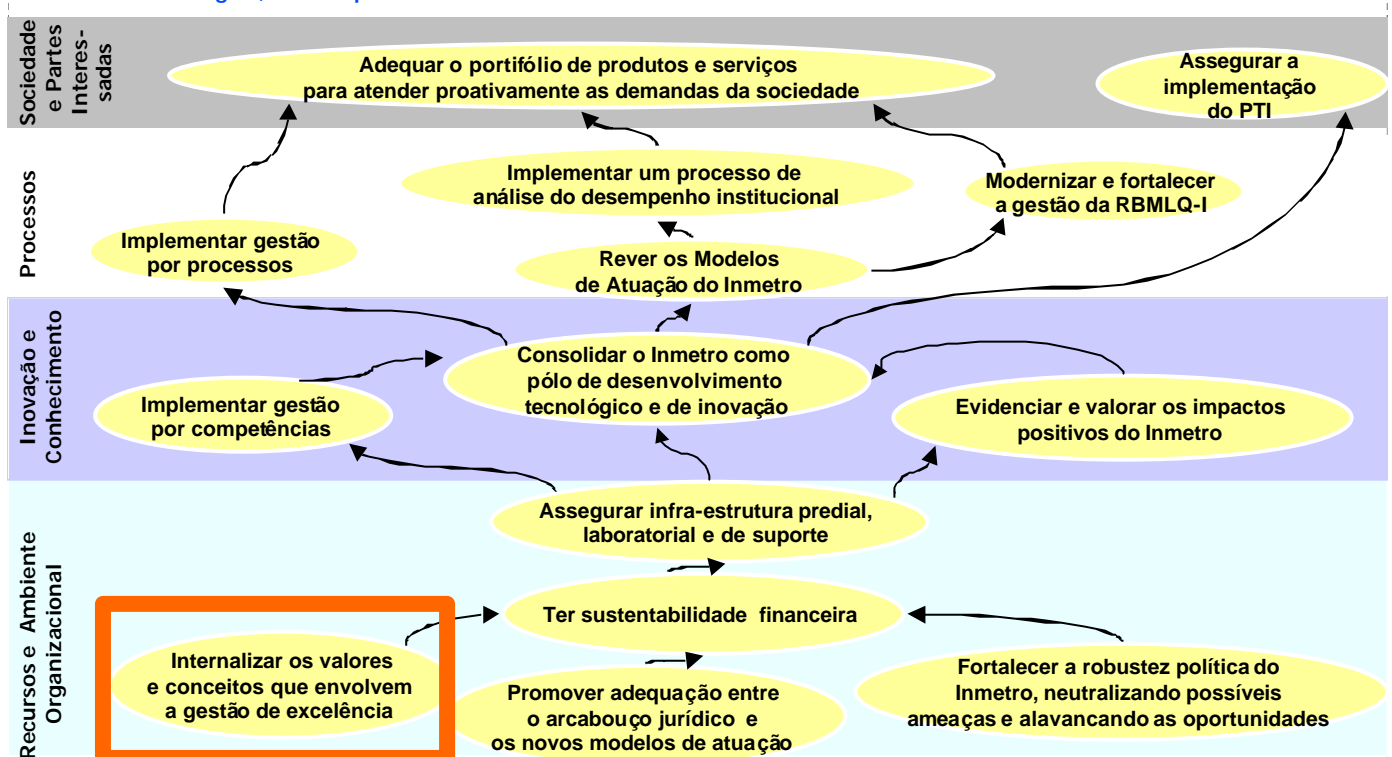 Sociedade
e Partes
Interes-
sadas
Adequar o portifólio de produtos e serviços
para atender proativamente as demandas da sociedade
Assegurar a
implementação
do PTI
Processos
Implementar um processo de
análise do desempenho institucional
Modernizar e fortalecer
a gestão da RBMLQ-I
Implementar gestão
por processos
Rever os Modelos
de Atuação do Inmetro
Inovação e
Conhecimento
Consolidar o Inmetro como
pólo de desenvolvimento
tecnológico e de inovação
Implementar gestão
por competências
Evidenciar e valorar os impactos
positivos do Inmetro
Recursos e Ambiente
Organizacional
Assegurar infra-estrutura predial,
laboratorial e de suporte
Ter sustentabilidade financeira
Internalizar os valores
e conceitos que envolvem
a gestão de excelência
Promover adequação entre
o arcabouço jurídico e
os novos modelos de atuação
Fortalecer a robustez política do
Inmetro, neutralizando possíveis
ameaças e alavancando as oportunidades